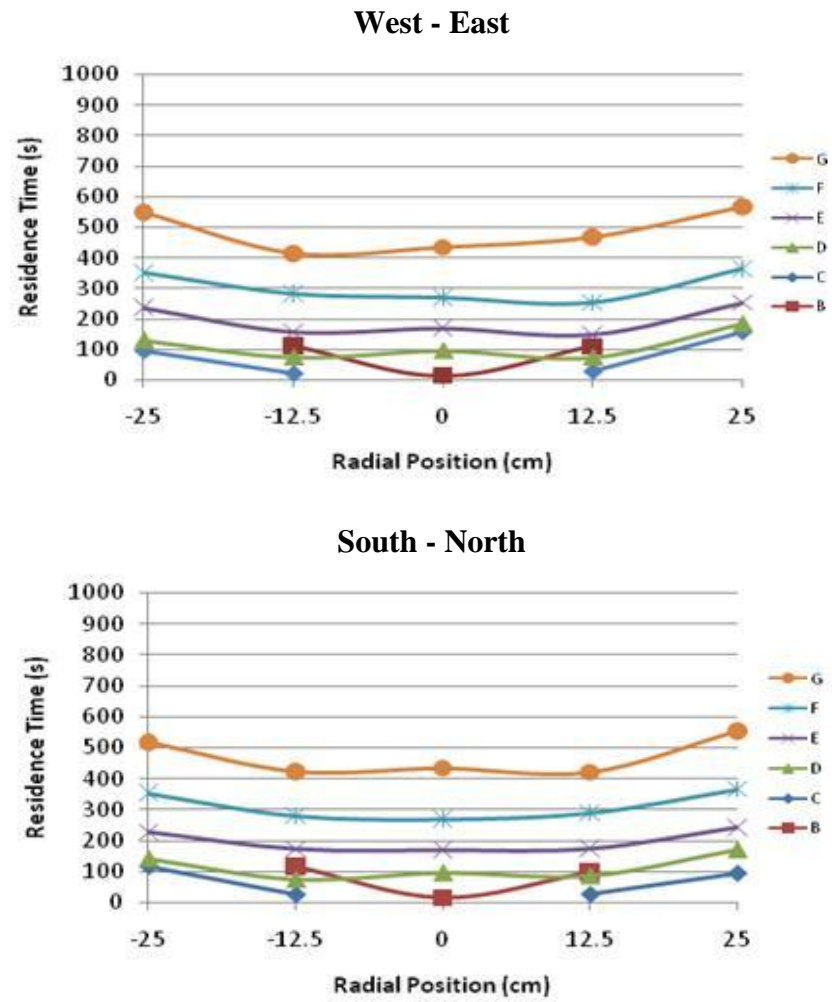 West - East
1000
900
800
700
600
500
400
300
200
100
0
Residence Time (s)
-25 -12.5 0 12.5 25
Radial Position (cm)
G
F
E
D
C
B
South - North
1000
900
800
700
600
500
400
300
200
100
0
Residence Time (s)
-25 -12.5 0 12.5 25
Radial Position (cm)
G
F
E
D
C
B